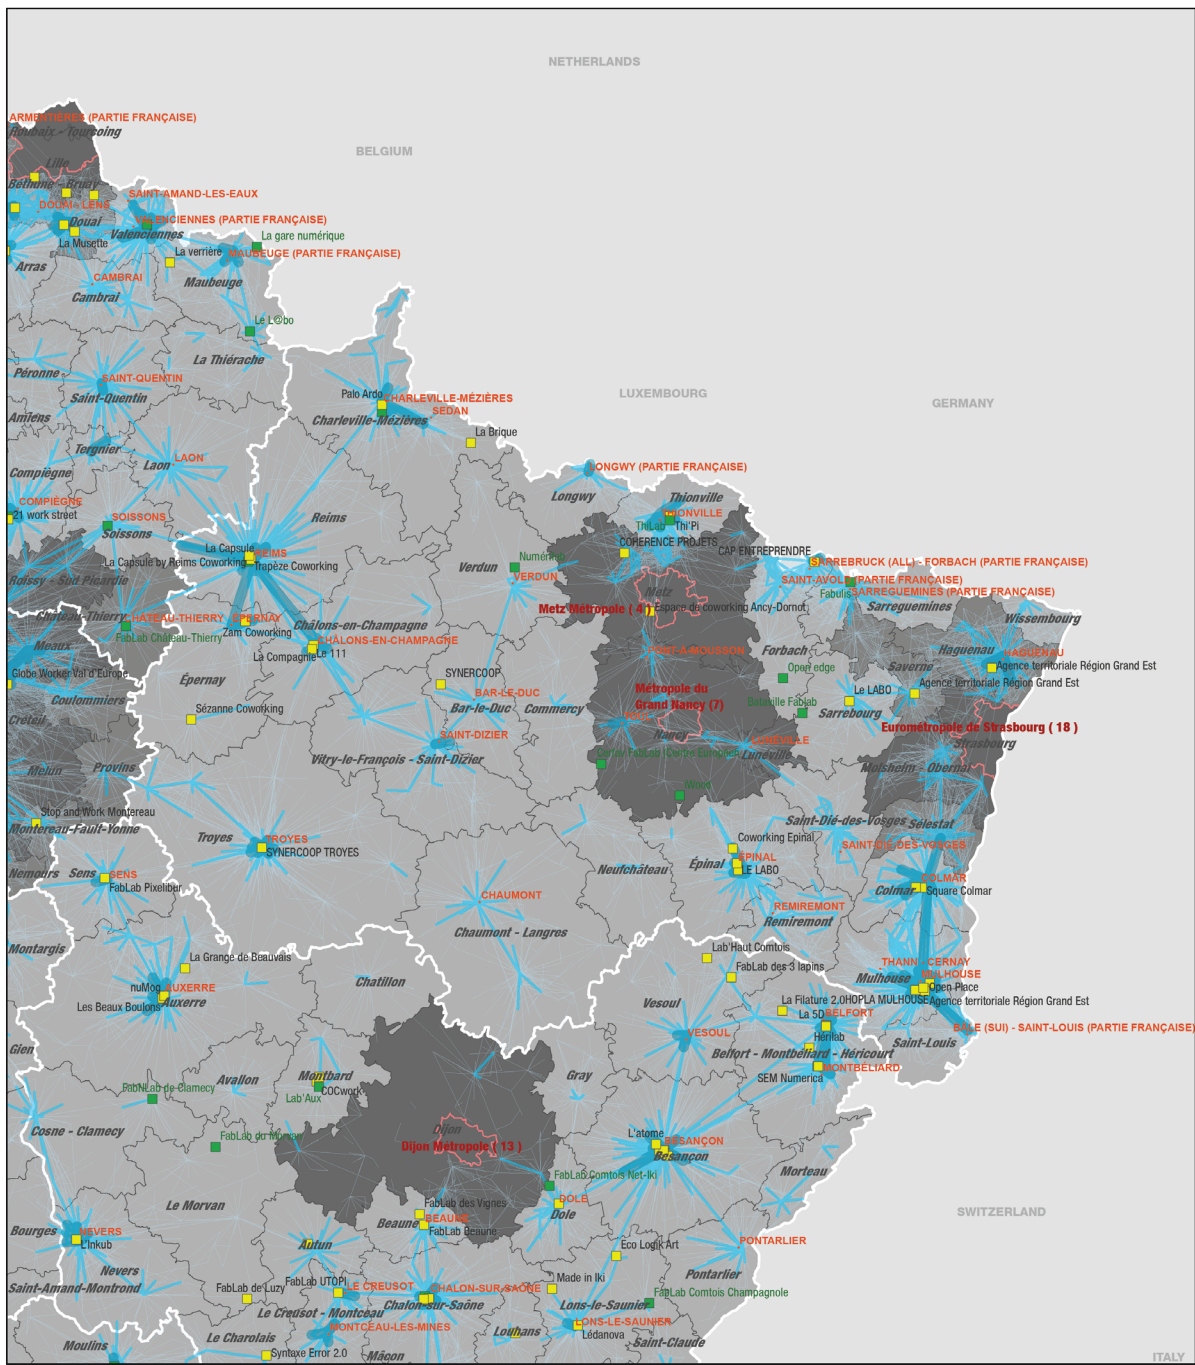 NETHERLANDS
ARMENTIÈRES (PARTIE FRANÇAISE)
Roubaix - Tourcoing
BELGIUM
Lille
Béthune - Bruay
SAINT-AMAND-LES-EAUX
DOUAI - LENS
VALENCIENNES (PARTIE FRANÇAISE)
Douai
Valenciennes
La gare numérique
La Musette
La verrière
MAUBEUGE (PARTIE FRANÇAISE)
Arras
CAMBRAI
Maubeuge
Cambrai
Le L@bo
La Thiérache
Péronne
SAINT-QUENTIN
Saint-Quentin
Palo Ardo
CHARLEVILLE-MÉZIÈRES
SEDAN
LUXEMBOURG
GERMANY
Amiens
Charleville-Mézières
La Brique
Tergnier
Laon
LAON
Compiègne
LONGWY (PARTIE FRANÇAISE)
Longwy
Thionville
COMPIÈGNE
21 work street
SOISSONS
Soissons
Reims
THIONVILLE
ThiLab
Thi'Pi
COHERENCE PROJETS
La Capsule
REIMS
La Capsule by Reims Coworking
Trapèze Coworking
Roissy - Sud Picardie
Numérifab
Verdun
VERDUN
CAP ENTREPRENDRE
SARREBRUCK (ALL) - FORBACH (PARTIE FRANÇAISE)
SAINT-AVOLD (PARTIE FRANÇAISE)
Fabulis
SARREGUEMINES (PARTIE FRANÇAISE)
Sarreguemines
Metz
Metz Métropole ( 4 )
Espace de coworking Ancy-Dornot
Wissembourg
Château-Thierry
CHÂTEAU-THIERRY
FabLab Château-Thierry
EPERNAY
Zam Coworking
Châlons-en-Champagne
CHÂLONS-EN-CHAMPAGNE
La Compagnie
Le 111
Meaux
PONT-À-MOUSSON
Forbach
Haguenau
HAGUENAU
Agence territoriale Région Grand Est
Saverne
Open edge
Globe Worker Val d'Europe
Coulommiers
Épernay
SYNERCOOP
BAR-LE-DUC
Bar-le-Duc
Commercy
Métropole du
Grand Nancy (7)
Le LABO
Agence territoriale Région Grand Est
Bataville Fablab
Sarrebourg
Créteil
Sézanne Coworking
SAINT-DIZIER
Nancy
LUNÉVILLE
Lunéville
Eurométropole de Strasbourg ( 18 )
Strasbourg
Vitry-le-François - Saint-Dizier
Melun
Provins
Molsheim - Obernai
Stop and Work Montereau
Montereau-Fault-Yonne
Troyes
TROYES
SYNERCOOP TROYES
Saint-Dié-des-Vosges
Sélestat
SAINT-DIÉ-DES-VOSGES
Coworking Epinal
Épinal
ÉPINAL
LE LABO
Neufchâteau
Nemours
Sens
SENS
FabLab Pixelibur
CHAUMONT
Colmar
COLMAR
Square Colmar
REMIREMONT
Remiremont
Chaumont - Langres
Montargis
La Grange de Beauvais
Lab'Haut Comtois
FabLab des 3 lapins
THANN - CERNAY
Mulhouse
MULHOUSE
Open Place
nuMog
AUXERRE
Auxerre
Les Beaux Boulons
Chatillon
Vesoul
La Filature 2.0
HOPLA MULHOUSE
Agence territoriale Région Grand Est
La 5D
BELFORT
BÂLE (SUI) - SAINT-LOUIS (PARTIE FRANÇAISE)
Gien
VESOUL
Hérilab
Saint-Louis
Belfort - Montbéliard - Héricourt
MONTBÉLIARD
SEM Numerica
Avallon
Montbard
FabNLab de Clamecy
Lab'Aux
COCwork
Gray
Cosne - Clamecy
FabLab du Morvan
Dijon
Dijon Métropole ( 13 )
L'atome
BESANÇON
Besançon
FabLab Comtois Net-Iki
Morteau
Le Morvan
FabLab des Vignes
DOLE
Dole
SWITZERLAND
Bourges
NEVERS
L'Inkub
Beaune
BEAUNE
FabLab Beaune
Autun
Eco Logik Art
PONTARLIER
Nevers
Pontarlier
Saint-Amand-Montrond
FabLab de Luzy
FabLab UTOPI
LE CREUSOT
CHALON-SUR-SAÔNE
Made in Iki
FabLab Comtois Champagnole
Le Creusot - Montceau
Chalon-sur-Saône
Lons-le-Saunier
MONTCEAU-LES-MINES
LONS-LE-SAUNIER
Lédanova
Louhans
Moulins
Le Charolais
Syntaxe Error 2.0
Mâcon
Saint-Claude
ITALY